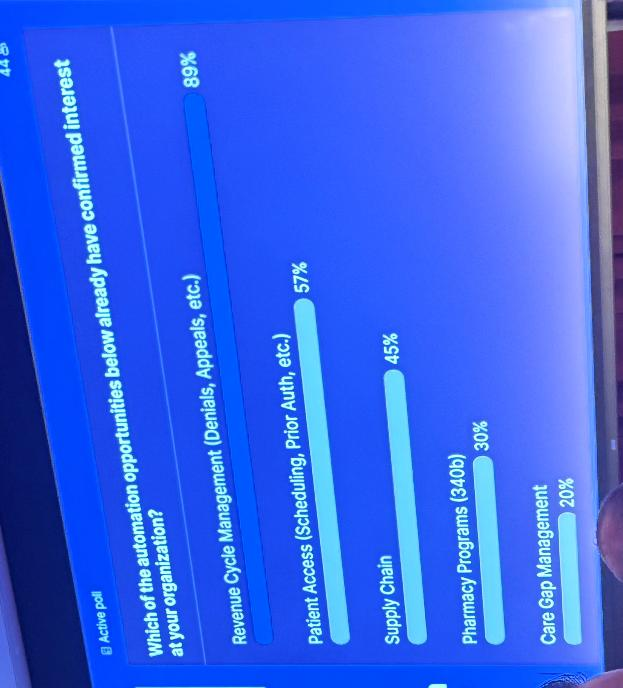 44
Active poll
Which of the automation opportunities below already have confirmed interest
at your organization?
Revenue Cycle Management (Denials, Appeals, etc.)
89%
Patient Access (Scheduling, Prior Auth, etc.)
57%
Supply Chain
45%
Pharmacy Programs (340b)
30%
Care Gap Management
20%